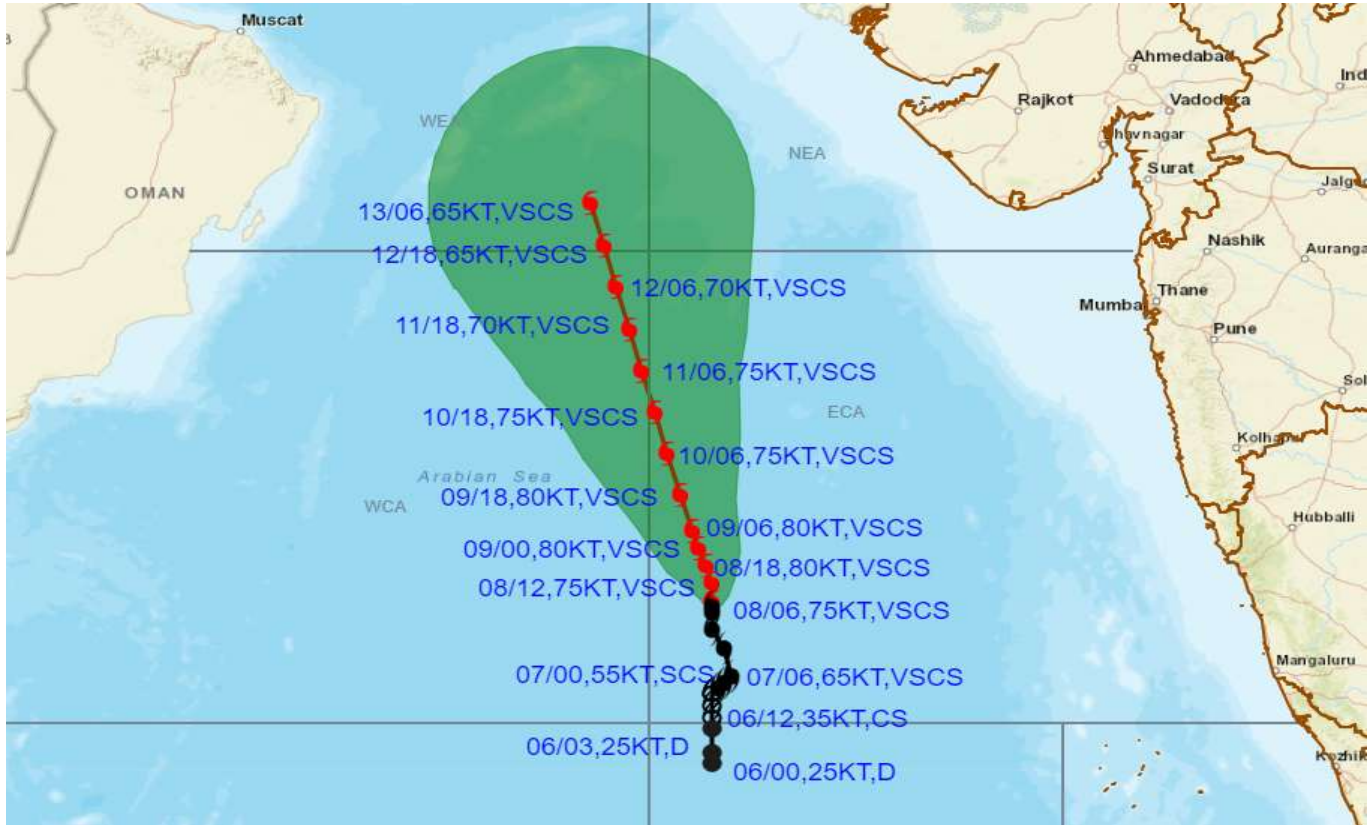 Muscat
Ahmedabad
Ind
Rajkot
Vadodara
WEA
havnagar
NEA
Surat
OMAN
Jalg
13/06,65KT,VSCS
12/18,65KT,VSCS
Nashik
Auranga
12/06,70KT,VSCS
Thane
Mumba
11/18,70KT,VSCS
Pune
11/06,75KT,VSCS
Sol
10/18,75KT,VSCS
ECA
Kolhapur
10/06,75KT,VSCS
Arabian Sea
09/18,80KT,VSCS
WCA
Hubballi
09/06,80KT,VSCS
09/00,80KT,VSCS
08/18,80KT,VSCS
08/12,75KT,VSCS
08/06,75KT,VSCS
Mangaluru
07/00,55KT,SCS
07/06,65KT,VSCS
06/12,35KT,CS
06/03,25KT,D
Kozhik
06/00,25KT,D